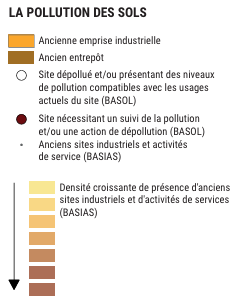 LA POLLUTION DES SOLS
Ancienne emprise industrielle
Ancien entrepôt
Site dépollué et/ou présentant des niveaux
de pollution compatibles avec les usages
actuels du site (BASOL)
Site nécessitant un suivi de la pollution
et/ou une action de dépollution (BASOL)
Anciens sites industriels et activités
de service (BASIAS)
Densité croissante de présence d'anciens
sites industriels et d'activités de services
(BASIAS)